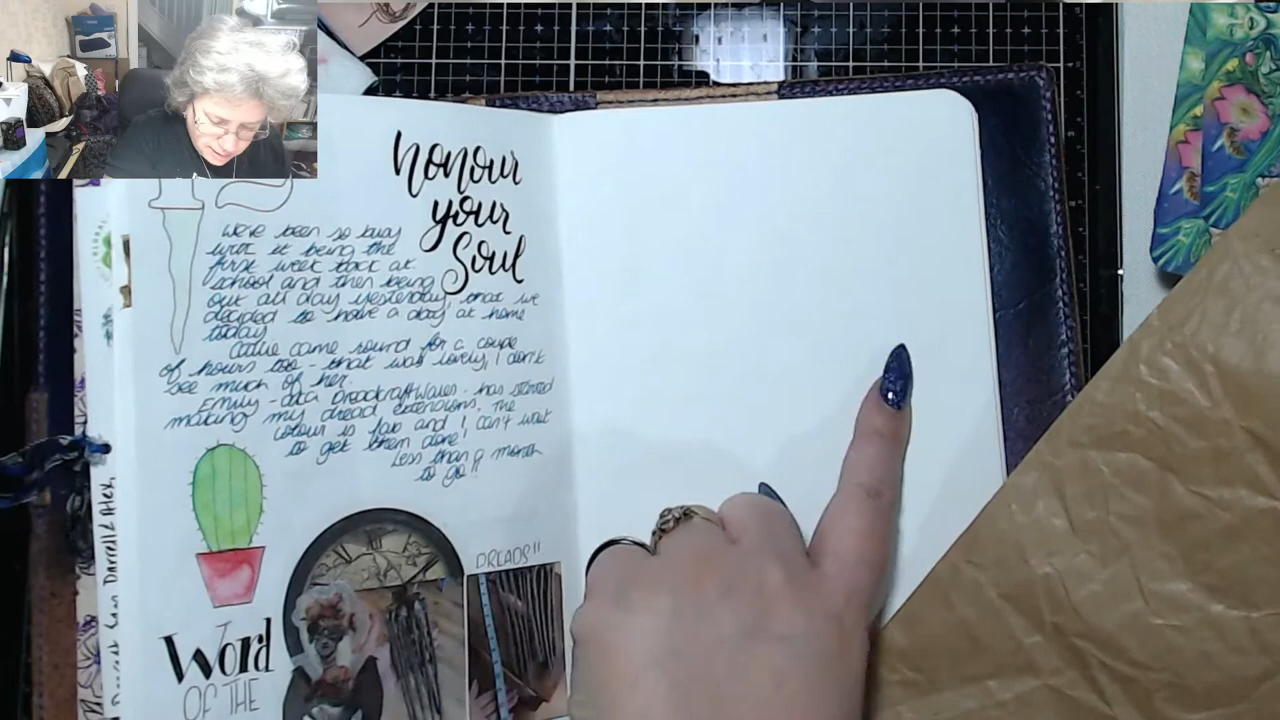 honour
your
Soul
We've been so busy
what it being the
first week back at
school and then being
out all day yesterday, that we
decided to have a day at home
today
Callie came round for a couple
of hours too - that was lovely, I don't
see much of her.
Emily - aka Dreadcraftwares - has started
making my dread extensions. The
colour is fab and I can't wait
to get them done!
Less than a month
to go!!
DREADS!!
Word
OF THE